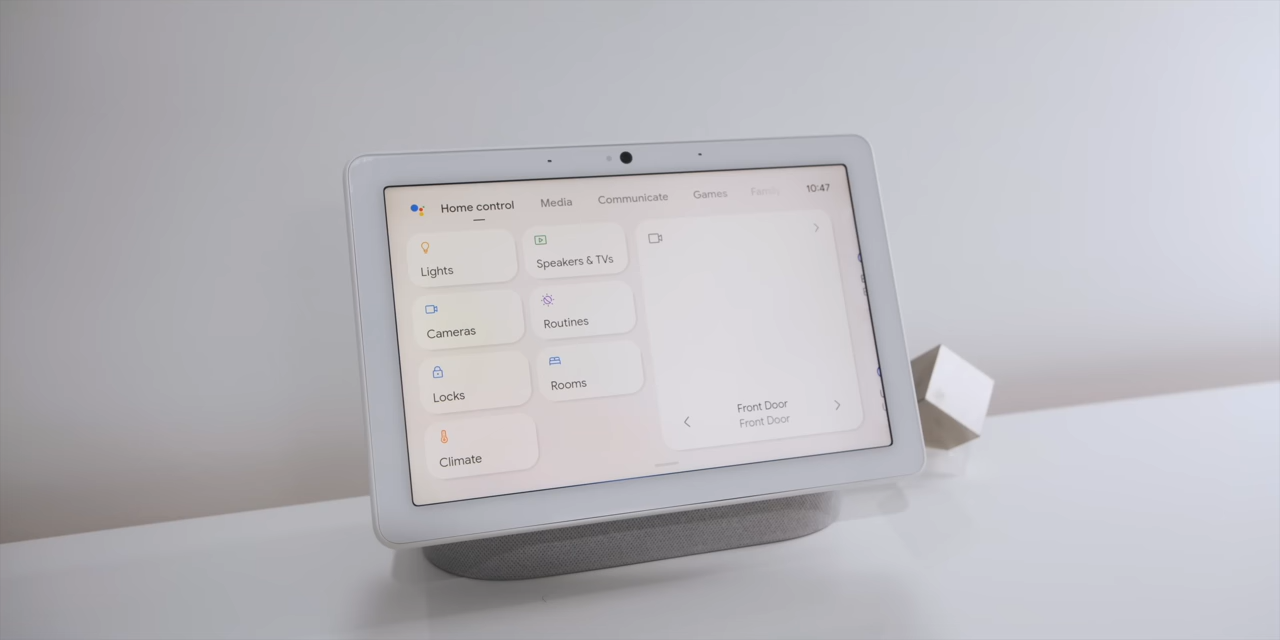 Home control Media Communicate Games Family 10:47
Lights
Speakers & TVs
Cameras
Routines
Locks
Rooms
Climate
Front Door
Front Door